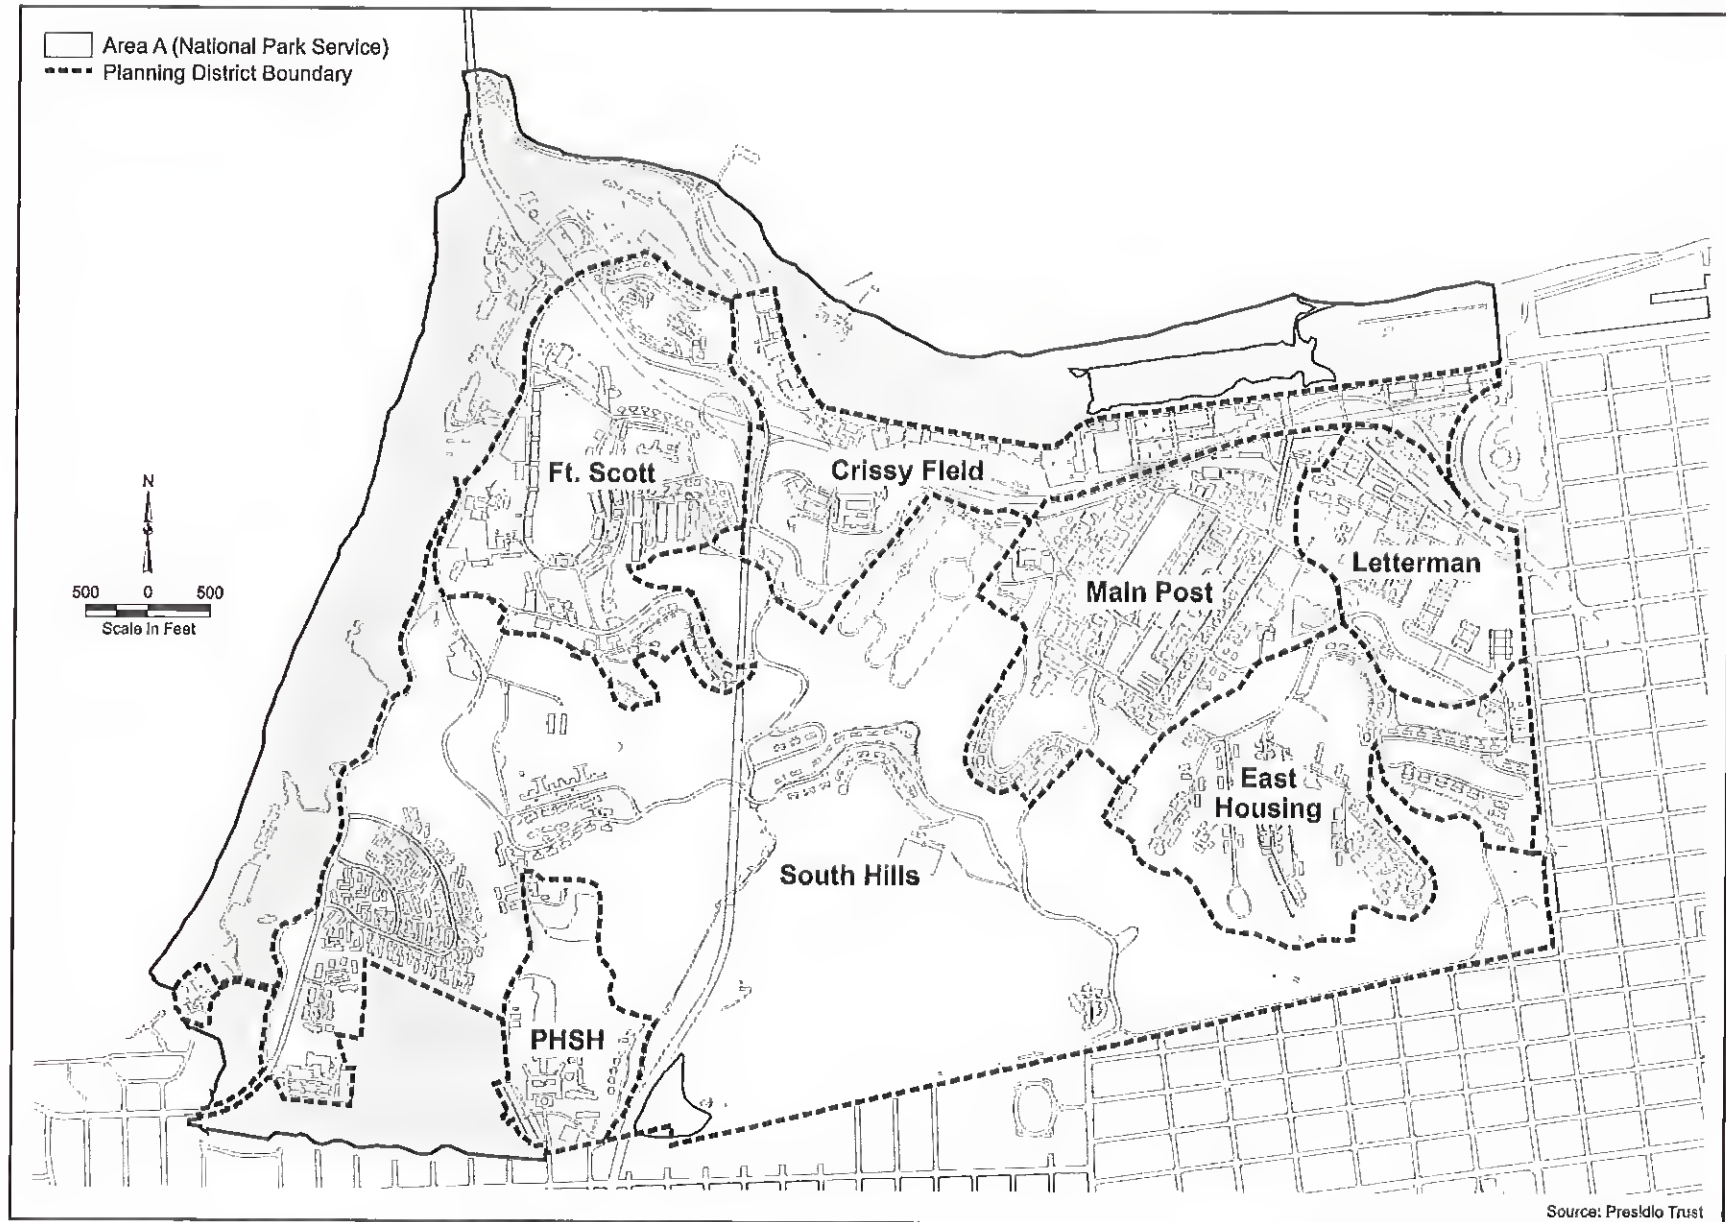 Area A (National Park Service)
Planning District Boundary
N
500 0 500
Scale In Feet
Ft. Scott
Crissy Field
Main Post
Letterman
East
Housing
South Hills
PHSH
Source: Presidio Trust